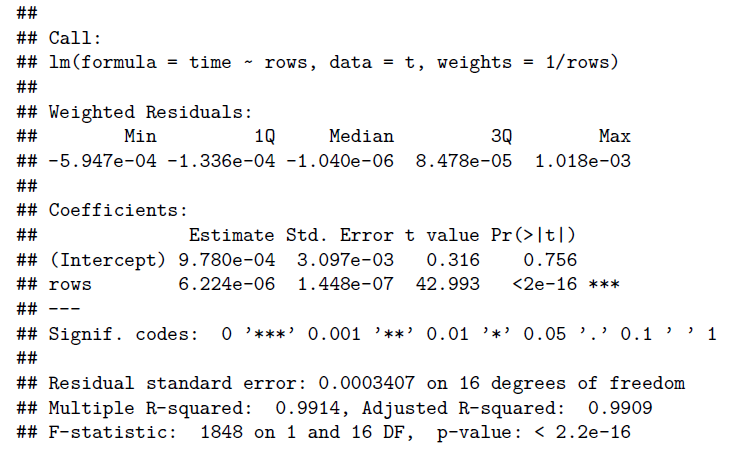 ##
## Call:
## lm(formula = time ~ rows, data = t, weights = 1/rows)
##
## Weighted Residuals:
##        Min         1Q     Median         3Q        Max
## -5.947e-04 -1.336e-04 -1.040e-06  8.478e-05  1.018e-03
##
## Coefficients:
##              Estimate Std. Error t value Pr(>|t|)
## (Intercept) 9.780e-04  3.097e-03   0.316    0.756
## rows        6.224e-06  1.448e-07  42.993   <2e-16 ***
## ---
## Signif. codes:  0 '***' 0.001 '**' 0.01 '*' 0.05 '.' 0.1 ' ' 1
##
## Residual standard error: 0.0003407 on 16 degrees of freedom
## Multiple R-squared:  0.9914, Adjusted R-squared:  0.9909
## F-statistic:  1848 on 1 and 16 DF,  p-value: < 2.2e-16